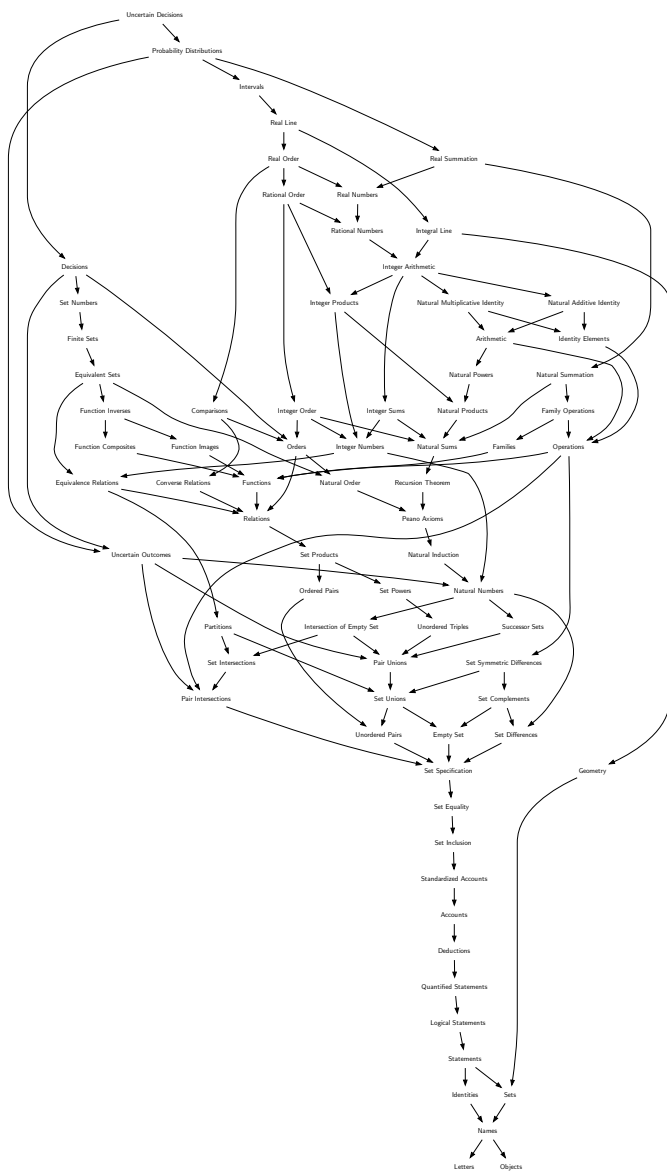 Uncertain Decisions
Probability Distributions
Intervals
Real Line
Real Order
Real Summation
Rational Order
Real Numbers
Rational Numbers
Integral Line
Decisions
Integer Arithmetic
Set Numbers
Integer Products
Natural Multiplicative Identity
Natural Additive Identity
Finite Sets
Arithmetic
Identity Elements
Equivalent Sets
Natural Powers
Natural Summation
Function Inverses
Comparisons
Integer Order
Integer Sums
Natural Products
Family Operations
Function Composites
Function Images
Orders
Integer Numbers
Natural Sums
Families
Operations
Equivalence Relations
Converse Relations
Functions
Natural Order
Recursion Theorem
Relations
Peano Axioms
Uncertain Outcomes
Set Products
Natural Induction
Ordered Pairs
Set Powers
Natural Numbers
Partitions
Intersection of Empty Set
Unordered Triples
Successor Sets
Set Intersections
Pair Unions
Set Symmetric Differences
Pair Intersections
Set Unions
Set Complements
Unordered Pairs
Empty Set
Set Differences
Set Specification
Geometry
Set Equality
Set Inclusion
Standardized Accounts
Accounts
Deductions
Quantified Statements
Logical Statements
Statements
Identities
Sets
Names
Letters
Objects